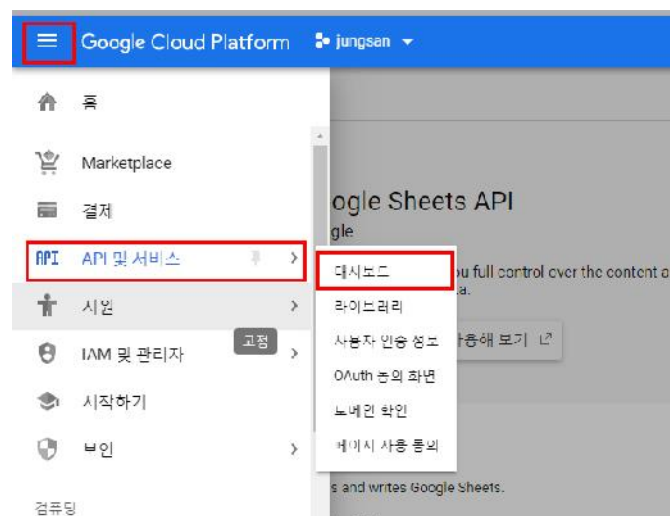 Google Cloud Platform
jungsan
홈
Marketplace
결제
API API 및 서비스
지원
IAM 및 관리자
고정
시작하기
보안
컴퓨팅
대시보드
라이브러리
사용자 인증 정보
OAuth 동의 화면
도메인 확인
페이지 사용 동의
ogle Sheets API
gle
ou full control over the content a
a.
사용해 보기
s and writes Google Sheets.